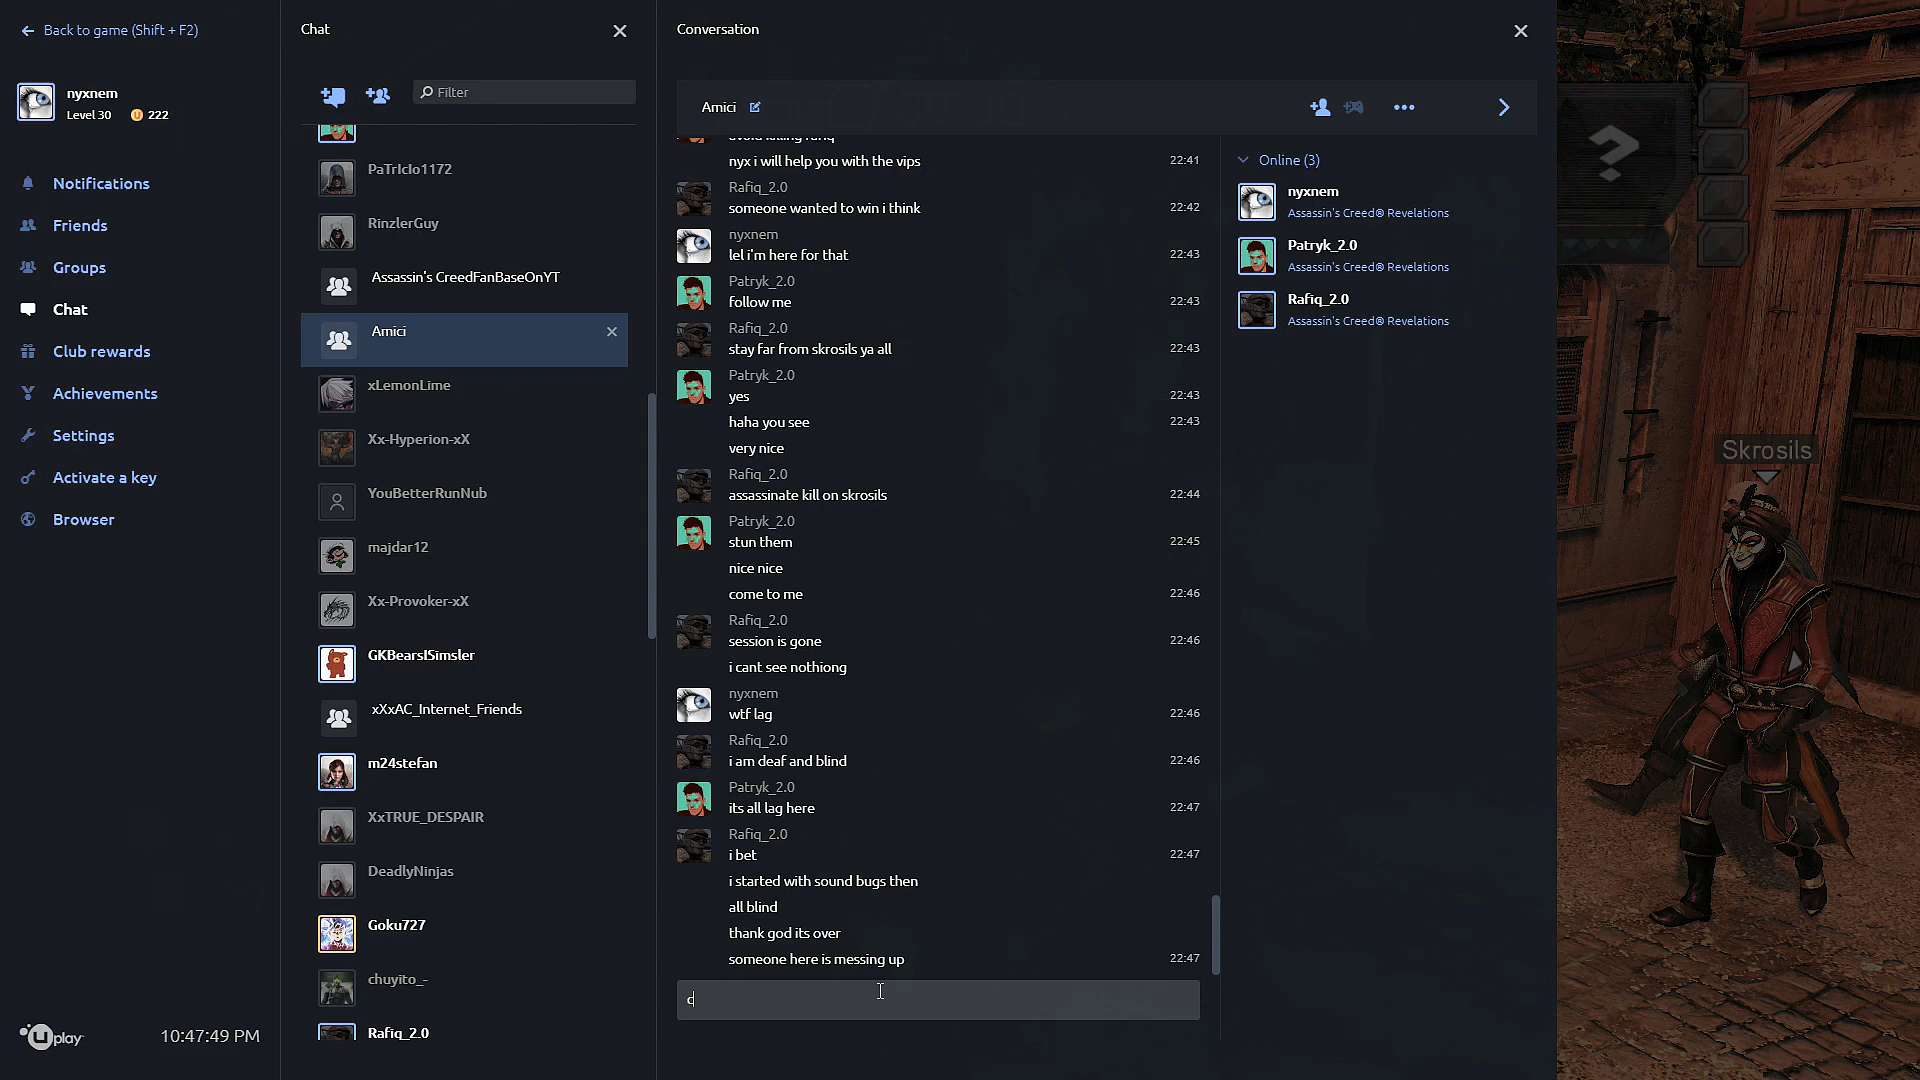 Back to game (Shift + F2)
nyxnem
Level 30
222
Notifications
Friends
Groups
Chat
Club rewards
Achievements
Settings
Activate a key
Browser
uplay
10:47:49 PM
Chat
Filter
PaTrIcIo1172
RinzlerGuy
Assassin's CreedFanBaseOnYT
Amici
xLemonLime
Xx-Hyperion-xX
YouBetterRunNub
majdar12
Xx-Provoker-xX
GKBearsISimsler
xXxAC_Internet_Friends
m24stefan
XxTRUE_DESPAIR
DeadlyNinjas
Goku727
chuyito_-
Rafiq_2.0
Conversation
Amici
avoid killing rafiq
nyx i will help you with the vips 22:41
Rafiq_2.0
someone wanted to win i think 22:42
nyxnem
lel i'm here for that 22:43
Patryk_2.0
follow me 22:43
Rafiq_2.0
stay far from skrosils ya all 22:43
Patryk_2.0
yes 22:43
haha you see 22:43
very nice
Rafiq_2.0
assassinate kill on skrosils 22:44
Patryk_2.0
stun them 22:45
nice nice
come to me 22:46
Rafiq_2.0
session is gone 22:46
i cant see nothiong
nyxnem
wtf lag 22:46
Rafiq_2.0
i am deaf and blind 22:46
Patryk_2.0
its all lag here 22:47
Rafiq_2.0
i bet 22:47
i started with sound bugs then
all blind
thank god its over
someone here is messing up 22:47
c
Online (3)
nyxnem
Assassin's Creed® Revelations
Patryk_2.0
Assassin's Creed® Revelations
Rafiq_2.0
Assassin's Creed® Revelations
Skrosils